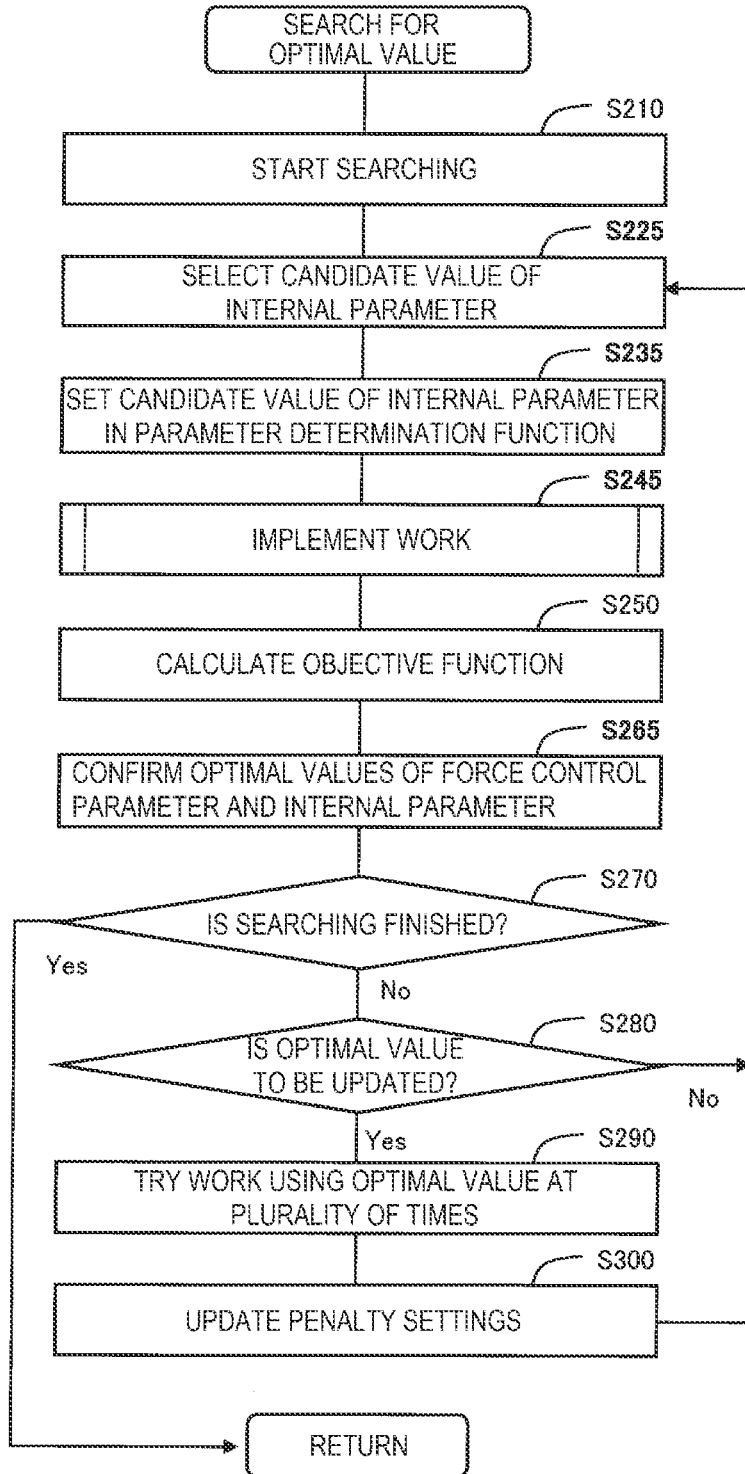 SEARCH FOR
OPTIMAL VALUE
S210
START SEARCHING
S225
SELECT CANDIDATE VALUE OF
INTERNAL PARAMETER
S235
SET CANDIDATE VALUE OF INTERNAL PARAMETER
IN PARAMETER DETERMINATION FUNCTION
S245
IMPLEMENT WORK
S250
CALCULATE OBJECTIVE FUNCTION
S265
CONFIRM OPTIMAL VALUES OF FORCE CONTROL
PARAMETER AND INTERNAL PARAMETER
S270
IS SEARCHING FINISHED?
Yes
No
S280
IS OPTIMAL VALUE
TO BE UPDATED?
No
Yes
S290
TRY WORK USING OPTIMAL VALUE AT
PLURALITY OF TIMES
S300
UPDATE PENALTY SETTINGS
RETURN